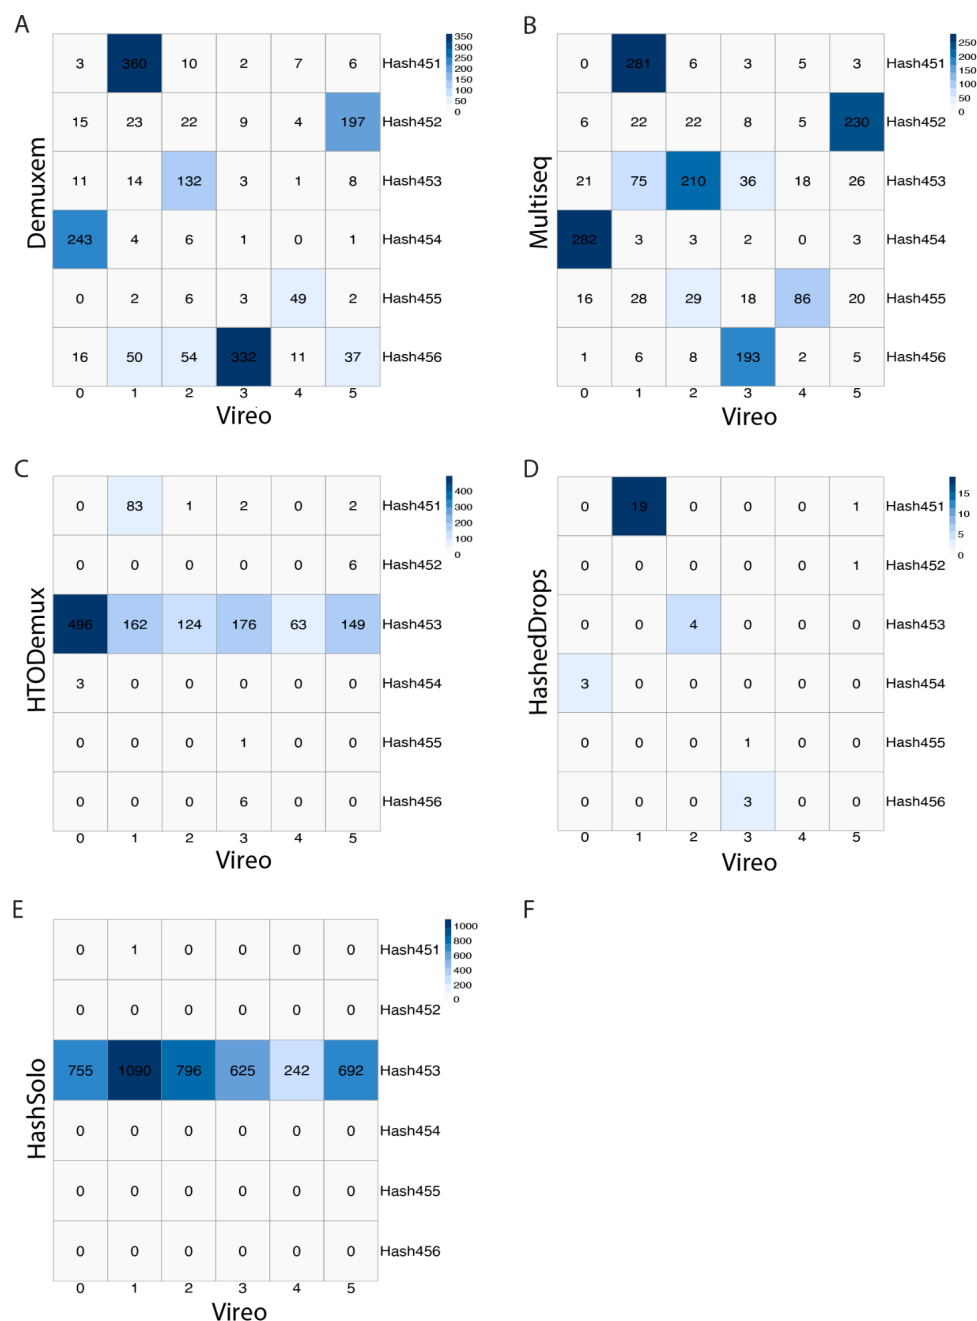 A
Demuxem
3 360 10 2 7 6 Hash451
15 23 22 9 4 197 Hash452
11 14 132 3 1 8 Hash453
243 4 6 1 0 1 Hash454
0 2 6 3 49 2 Hash455
16 50 54 332 11 37 Hash456
0 1 2 3 4 5
Vireo
350
300
250
200
150
100
50
0
B
Multiseq
0 281 6 3 5 3 Hash451
6 22 22 8 5 230 Hash452
21 75 210 36 18 26 Hash453
282 3 3 2 0 3 Hash454
16 28 29 18 86 20 Hash455
1 6 8 193 2 5 Hash456
0 1 2 3 4 5
Vireo
250
200
150
100
50
0
C
HTODemux
0 83 1 2 0 2 Hash451
0 0 0 0 0 6 Hash452
496 162 124 176 63 149 Hash453
3 0 0 0 0 0 Hash454
0 0 0 1 0 0 Hash455
0 0 0 6 0 0 Hash456
0 1 2 3 4 5
Vireo
400
300
200
100
0
D
HashedDrops
0 19 0 0 0 1 Hash451
0 0 0 0 0 1 Hash452
0 0 4 0 0 0 Hash453
3 0 0 0 0 0 Hash454
0 0 0 1 0 0 Hash455
0 0 0 3 0 0 Hash456
0 1 2 3 4 5
Vireo
15
10
5
0
E
HashSolo
0 1 0 0 0 0 Hash451
0 0 0 0 0 0 Hash452
755 1090 796 625 242 692 Hash453
0 0 0 0 0 0 Hash454
0 0 0 0 0 0 Hash455
0 0 0 0 0 0 Hash456
0 1 2 3 4 5
Vireo
1000
800
600
400
200
0
F